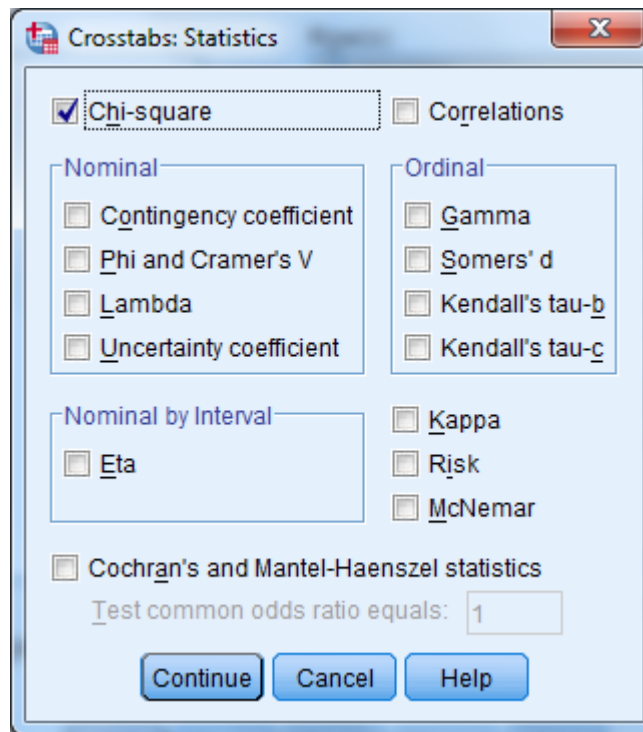 Crosstabs: Statistics
Chi-square
Correlations
Nominal
Contingency coefficient
Phi and Cramer's V
Lambda
Uncertainty coefficient
Ordinal
Gamma
Somers' d
Kendall's tau-b
Kendall's tau-c
Nominal by Interval
Eta
Kappa
Risk
McNemar
Cochran's and Mantel-Haenszel statistics
Test common odds ratio equals: 1
Continue Cancel Help